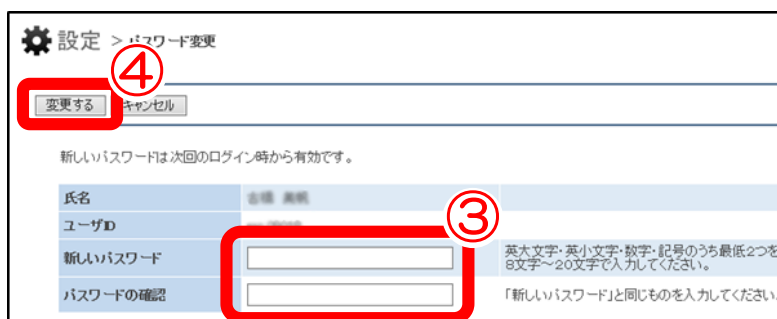 設定 > パスワード変更
④
変更する キャンセル
新しいパスワードは次回のログイン時から有効です。
氏名
③
ユーザID
新しいパスワード
英大文字・英小文字・数字・記号のうち最低2つを
8文字～20文字で入力してください。
パスワードの確認
「新しいパスワード」と同じものを入力してください。